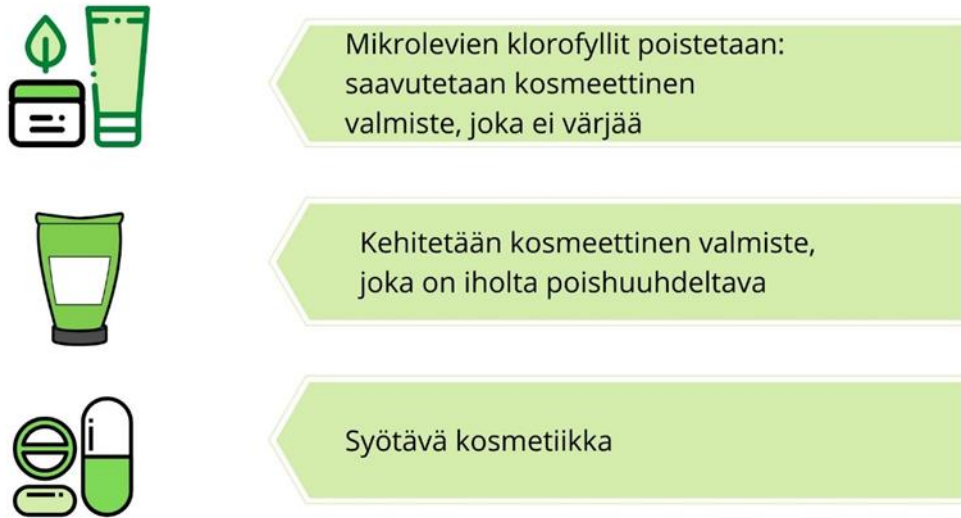 Mikrolevien klorofyllit poistetaan:
saavutetaan kosmeettinen
valmiste, joka ei värjää
Kehitetään kosmeettinen valmiste,
joka on iholta poishuuhdeltava
Syötävä kosmetiikka